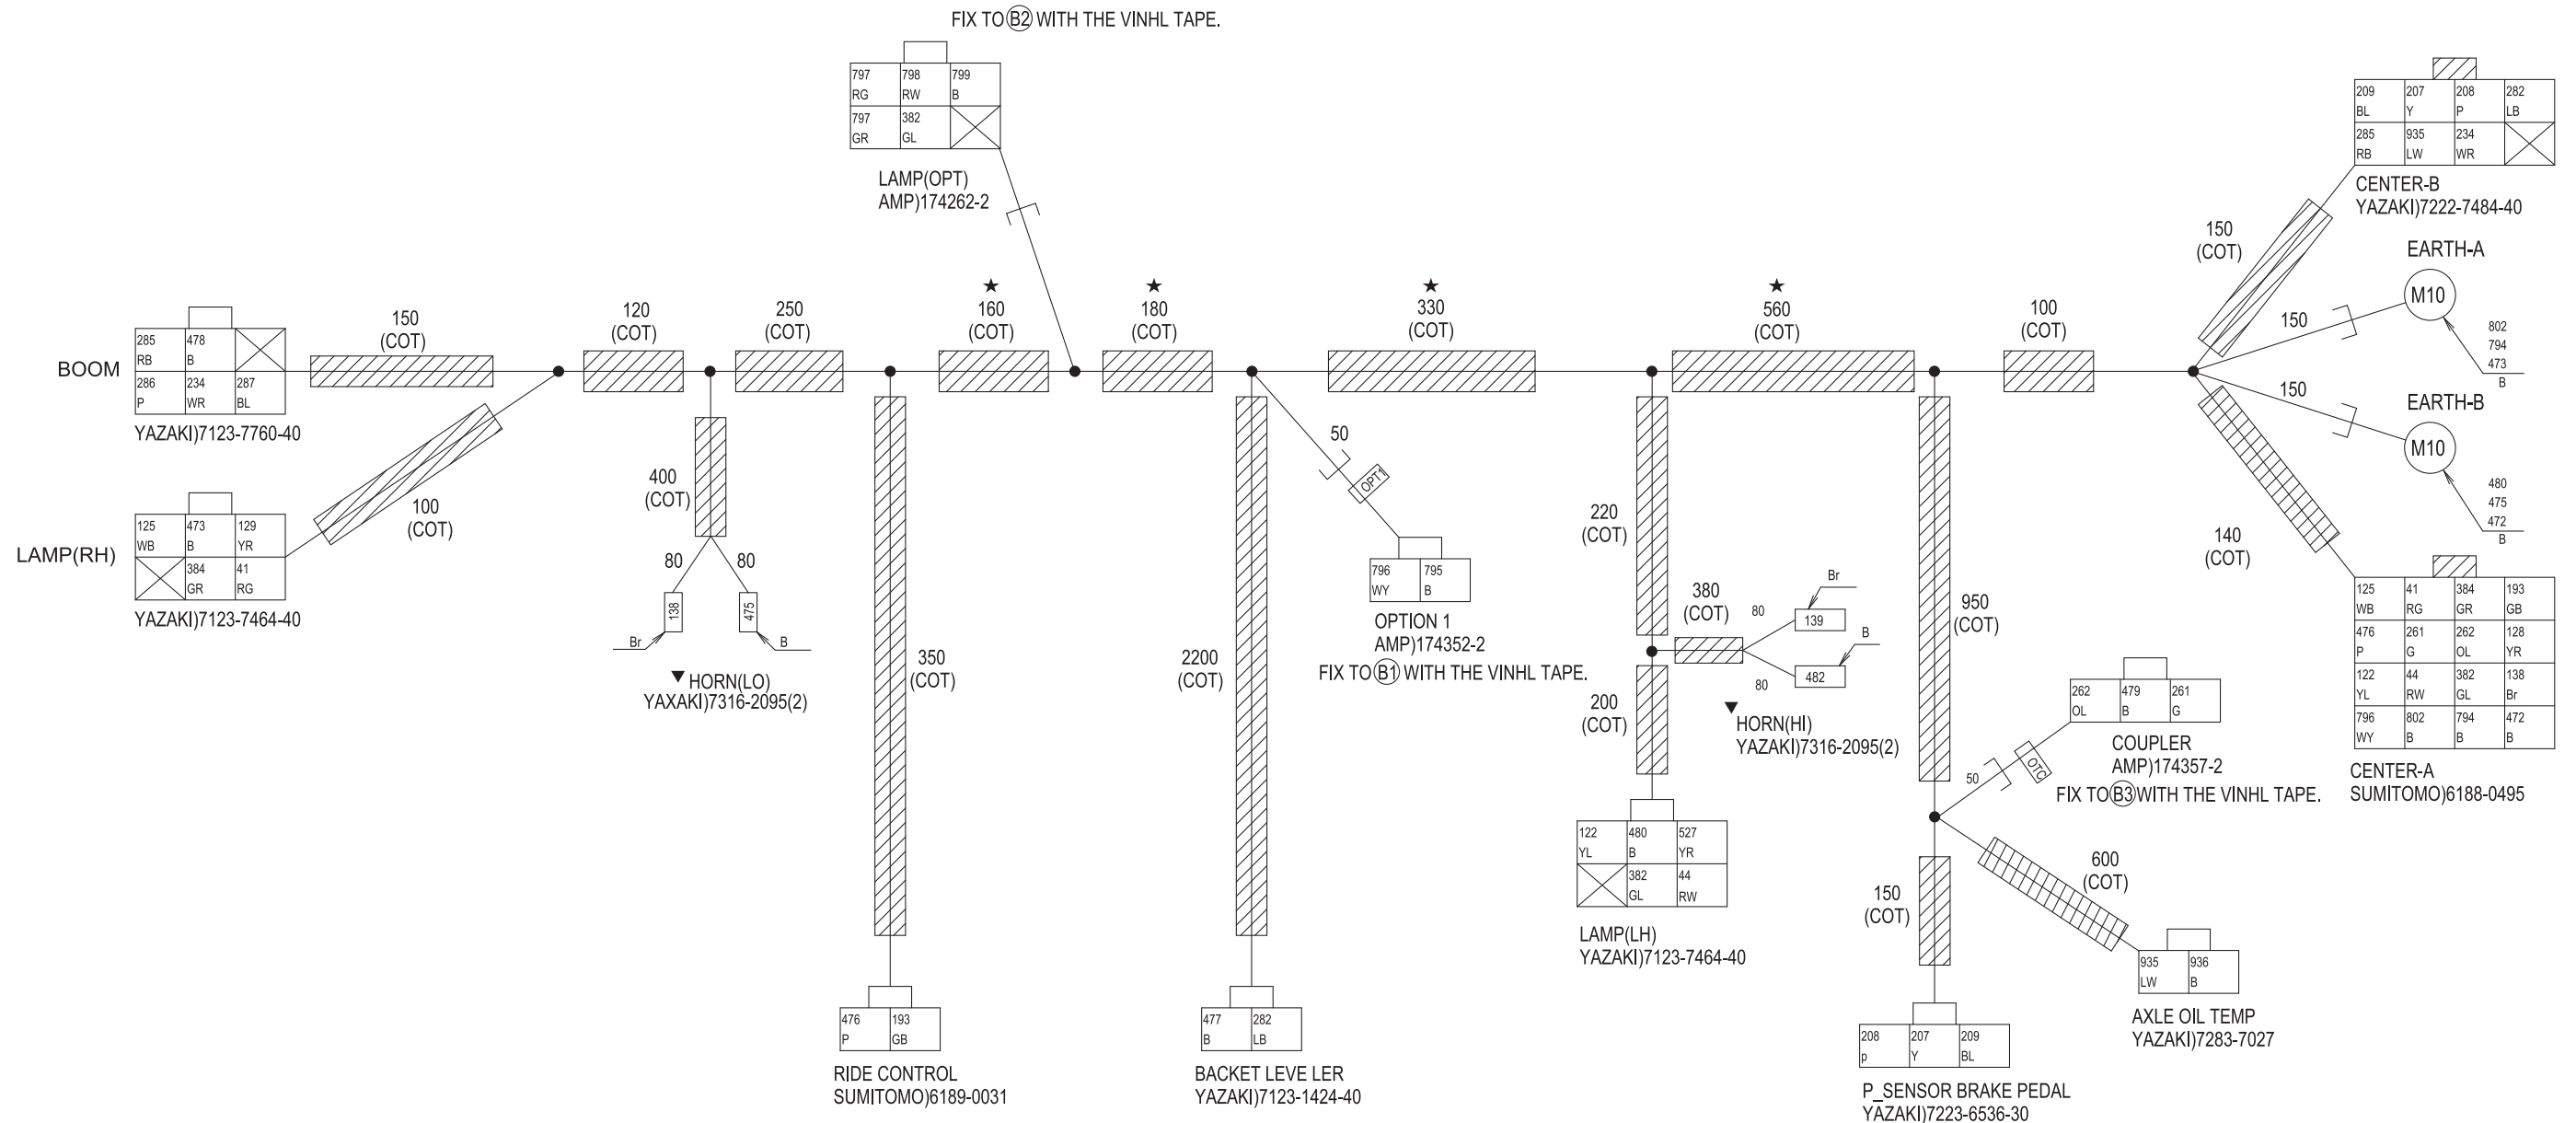 FIX TO B2 WITH THE VINHL TAPE.
797 798 799
RG RW B
797 382
GR GL
LAMP(OPT)
AMP)174262-2
209 207 208 282
BL Y P LB
285 935 234
RB LW WR
CENTER-B
YAZAKI)7222-7484-40
150
(COT)
EARTH-A
M10
150
802
794
473
B
BOOM
285 478
RB B
286 234 287
P WR BL
YAZAKI)7123-7760-40
150
(COT)
120
(COT)
250
(COT)
★
160
(COT)
★
180
(COT)
★
330
(COT)
★
560
(COT)
100
(COT)
150
EARTH-B
M10
480
475
472
B
LAMP(RH)
125 473 129
WB B YR
384 41
GR RG
YAZAKI)7123-7464-40
100
(COT)
400
(COT)
80 80
138 475
Br B
▼ HORN(LO)
YAXAKI)7316-2095(2)
350
(COT)
476 193
P GB
RIDE CONTROL
SUMITOMO)6189-0031
2200
(COT)
477 282
B LB
BACKET LEVE LER
YAZAKI)7123-1424-40
50
OPT1
796 795
WY B
OPTION 1
AMP)174352-2
FIX TO B1 WITH THE VINHL TAPE.
220
(COT)
380
(COT)
80
Br
139
B
482
80
▼ HORN(HI)
YAZAKI)7316-2095(2)
200
(COT)
122 480 527
YL B YR
382 44
GL RW
LAMP(LH)
YAZAKI)7123-7464-40
950
(COT)
50
OTC
262 479 261
OL B G
COUPLER
AMP)174357-2
FIX TO B3 WITH THE VINHL TAPE.
600
(COT)
935 936
LW B
AXLE OIL TEMP
YAZAKI)7283-7027
150
(COT)
208 207 209
p Y BL
P_SENSOR BRAKE PEDAL
YAZAKI)7223-6536-30
140
(COT)
125 41 384 193
WB RG GR GB
476 261 262 128
P G OL YR
122 44 382 138
YL RW GL Br
796 802 794 472
WY B B B
CENTER-A
SUMITOMO)6188-0495